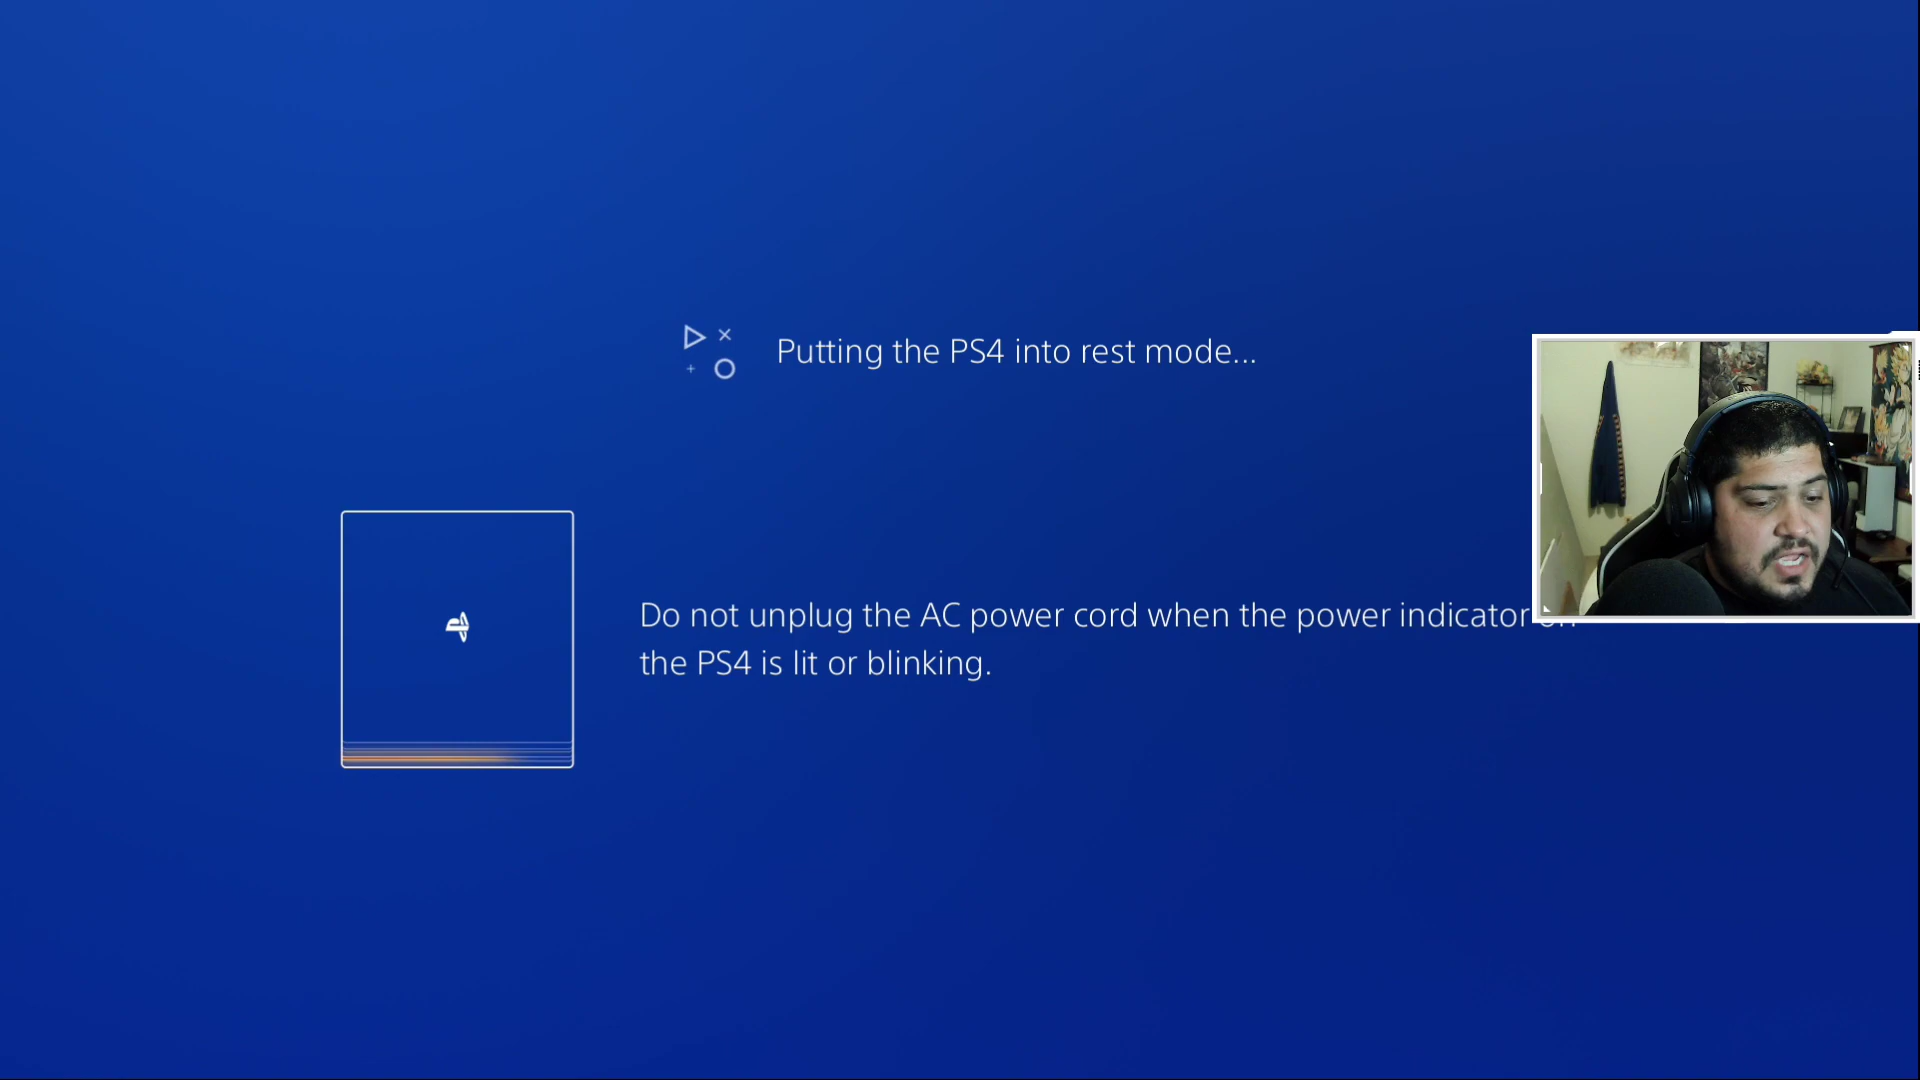 Putting the PS4 into rest mode...
Do not unplug the AC power cord when the power indicator
the PS4 is lit or blinking.